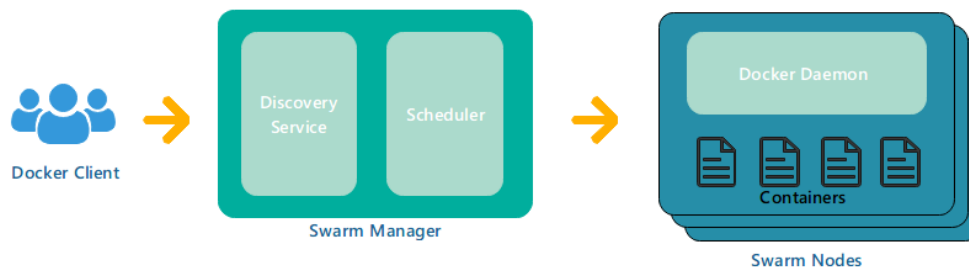 Docker Client
Discovery
Service
Scheduler
Swarm Manager
Docker Daemon
Containers
Swarm Nodes